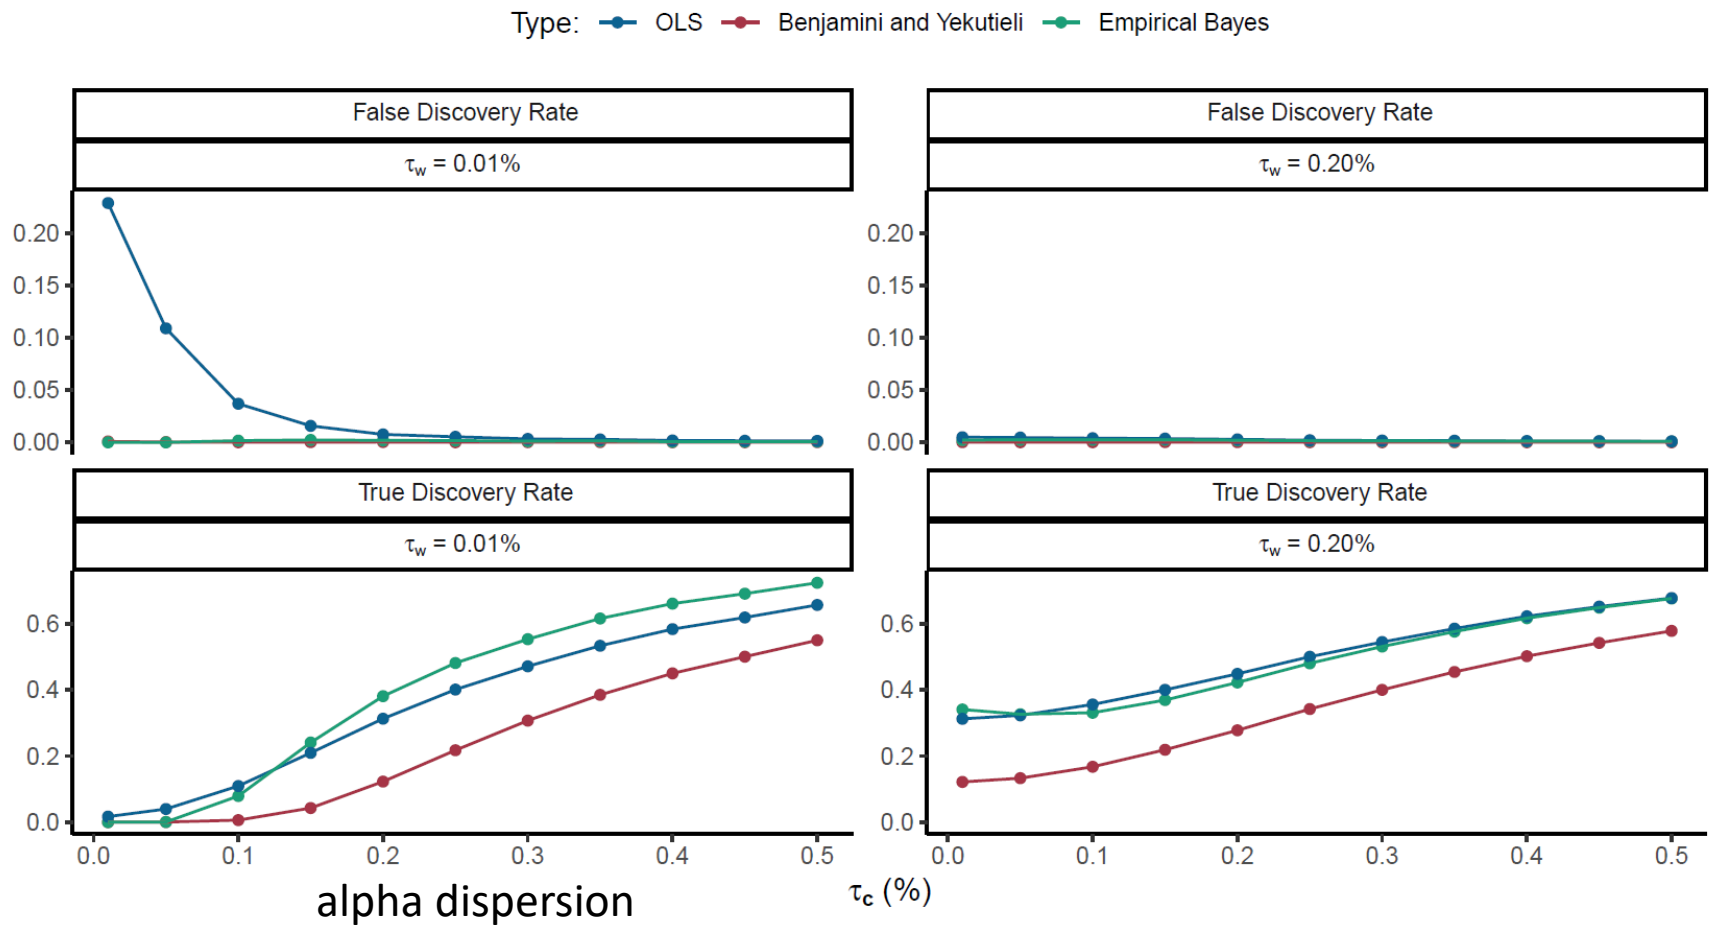 Type: OLS Benjamini and Yekutieli Empirical Bayes
False Discovery Rate
τw = 0.01%
0.20
0.15
0.10
0.05
0.00
False Discovery Rate
τw = 0.20%
0.20
0.15
0.10
0.05
0.00
True Discovery Rate
τw = 0.01%
0.6
0.4
0.2
0.0
0.0 0.1 0.2 0.3 0.4 0.5
True Discovery Rate
τw = 0.20%
0.6
0.4
0.2
0.0
0.0 0.1 0.2 0.3 0.4 0.5
alpha dispersion
τc (%)